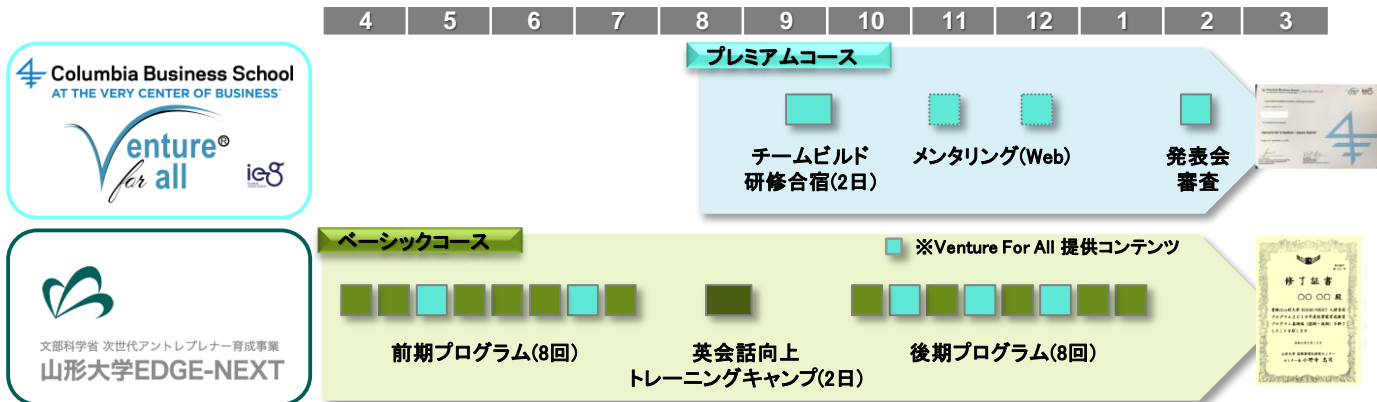 4 5 6 7 8 9 10 11 12 1 2 3
Columbia Business School
AT THE VERY CENTER OF BUSINESS
Venture®
for all
ieg
プレミアムコース
チームビルド
研修合宿(2日)
メンタリング(Web)
発表会
審査
ベーシックコース
※Venture For All 提供コンテンツ
文部科学省 次世代アントレプレナー育成事業
山形大学EDGE-NEXT
前期プログラム(8回)
英会話向上
トレーニングキャンプ(2日)
後期プログラム(8回)
修了証書
○○ ○○ 殿